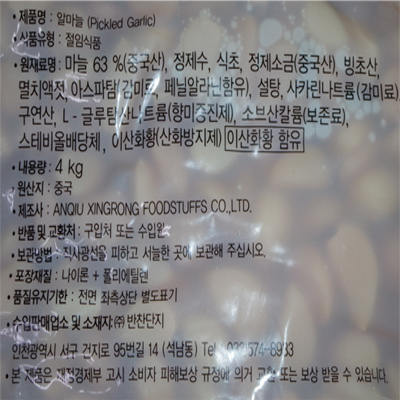 • 제품명 : 알마늘 (Pickled Garlic)
• 식품유형 : 절임식품
• 원재료명 : 마늘 63 %(중국산), 정제수, 식초, 정제소금(중국산), 빙초산,
멸치액젓, 아스파탐(감미료, 페닐알라닌함유), 설탕, 사카린나트륨(감미료),
구연산, L - 글루탐산나트륨(향미증진제), 소브산칼륨(보존료),
스테비올배당체, 이산화황(산화방지제) 이산화황 함유
• 내용량 : 4 kg
• 원산지 : 중국
• 제조사 : ANQIU XINGRONG FOODSTUFFS CO.,LTD.
• 반품 및 교환처 : 구입처 또는 수입원
• 보관방법 : 직사광선을 피하고 서늘한 곳에 보관해 주십시오.
• 포장재질 : 나이론 + 폴리에틸렌
• 품질유지기한 : 전면 좌측상단 별도표기
• 수입판매업소 및 소재지 : ㈜ 반찬단지
인천광역시 서구 건지로 95번길 14 (석남동) Tel : 032)574-8933
• 본 제품은 재정경제부 고시 소비자 피해보상 규정에 의거 교환 또는 보상 받을 수 있습니다.